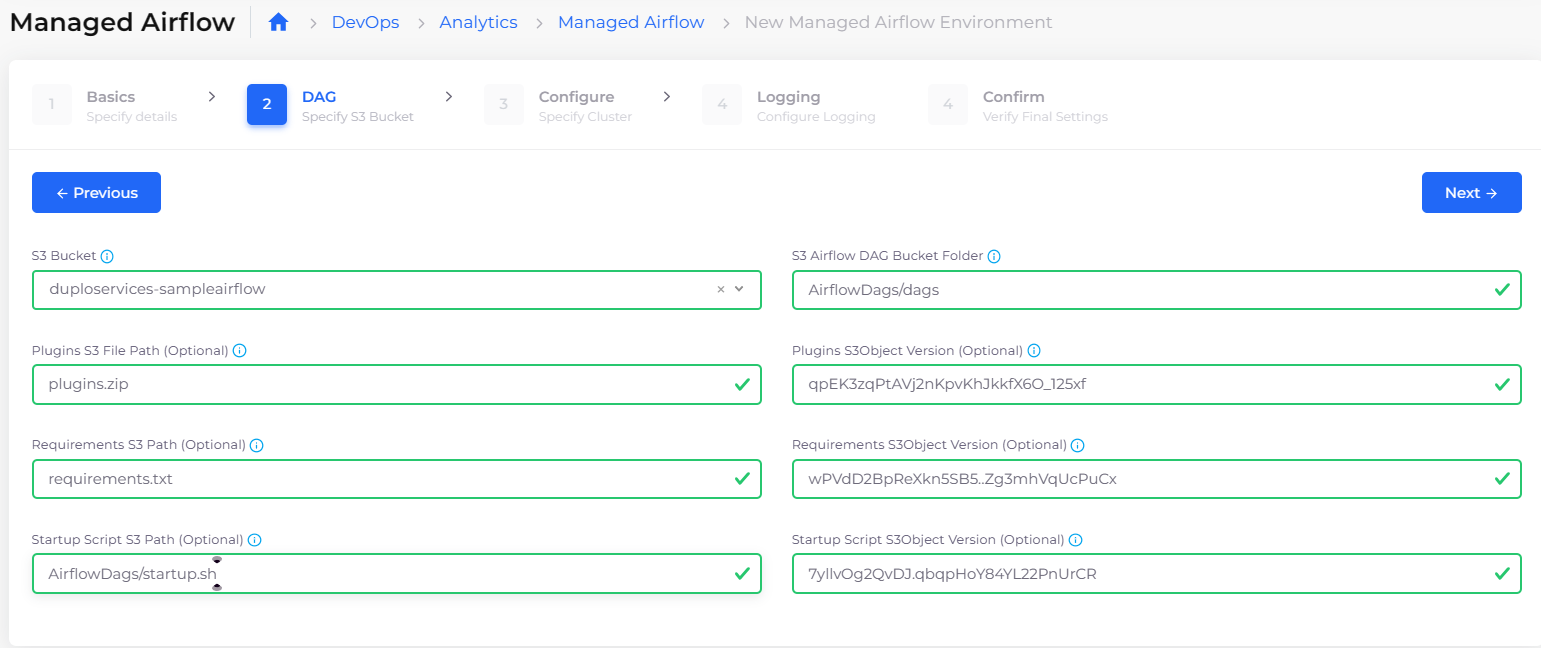 Managed Airflow
DevOps > Analytics > Managed Airflow > New Managed Airflow Environment
1 Basics
Specify details
2 DAG
Specify S3 Bucket
3 Configure
Specify Cluster
4 Logging
Configure Logging
4 Confirm
Verify Final Settings
← Previous
Next →
S3 Bucket
duploservices-sampleairflow
S3 Airflow DAG Bucket Folder
AirflowDags/dags
Plugins S3 File Path (Optional)
plugins.zip
Plugins S3Object Version (Optional)
qpEK3zqPtAVj2nKpvKhJkkfX6O_125xf
Requirements S3 Path (Optional)
requirements.txt
Requirements S3Object Version (Optional)
wPVdD2BpReXkn5SB5..Zg3mhVqUcPuCx
Startup Script S3 Path (Optional)
AirflowDags/startup.sh
Startup Script S3Object Version (Optional)
7yllvOg2QvDJ.qbqpHoY84YL22PnUrCR